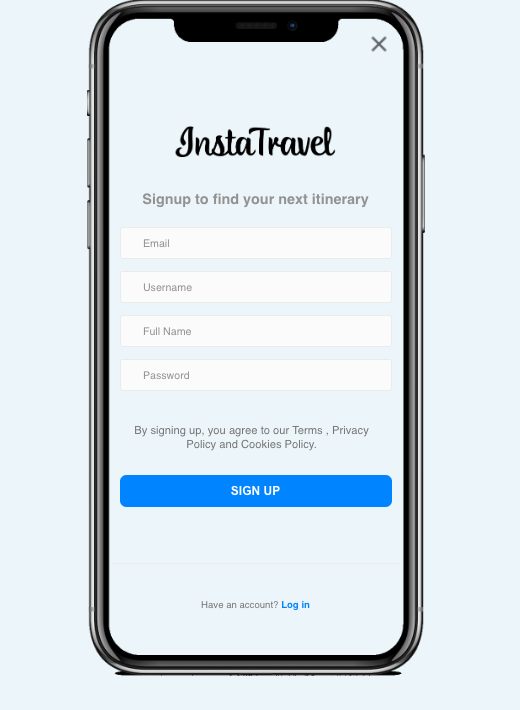 InstaTravel
Signup to find your next itinerary
Email
Username
Full Name
Password
By signing up, you agree to our Terms , Privacy
Policy and Cookies Policy.
SIGN UP
Have an account? Log in